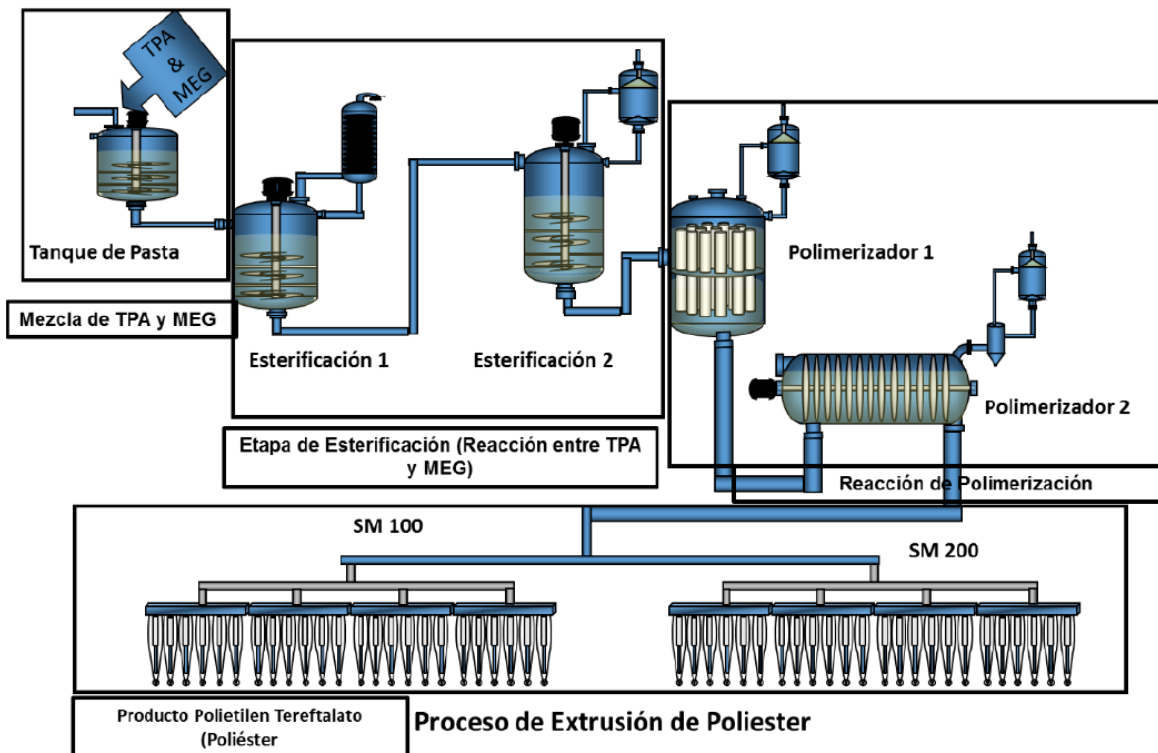 TPA
&
MEG
Tanque de Pasta
Mezcla de TPA y MEG
Esterificación 1
Esterificación 2
Etapa de Esterificación (Reacción entre TPA
y MEG)
Polimerizador 1
Polimerizador 2
Reacción de Polimerización
SM 100
SM 200
Producto Polietilen Tereftalato
(Poliéster
Proceso de Extrusión de Poliester